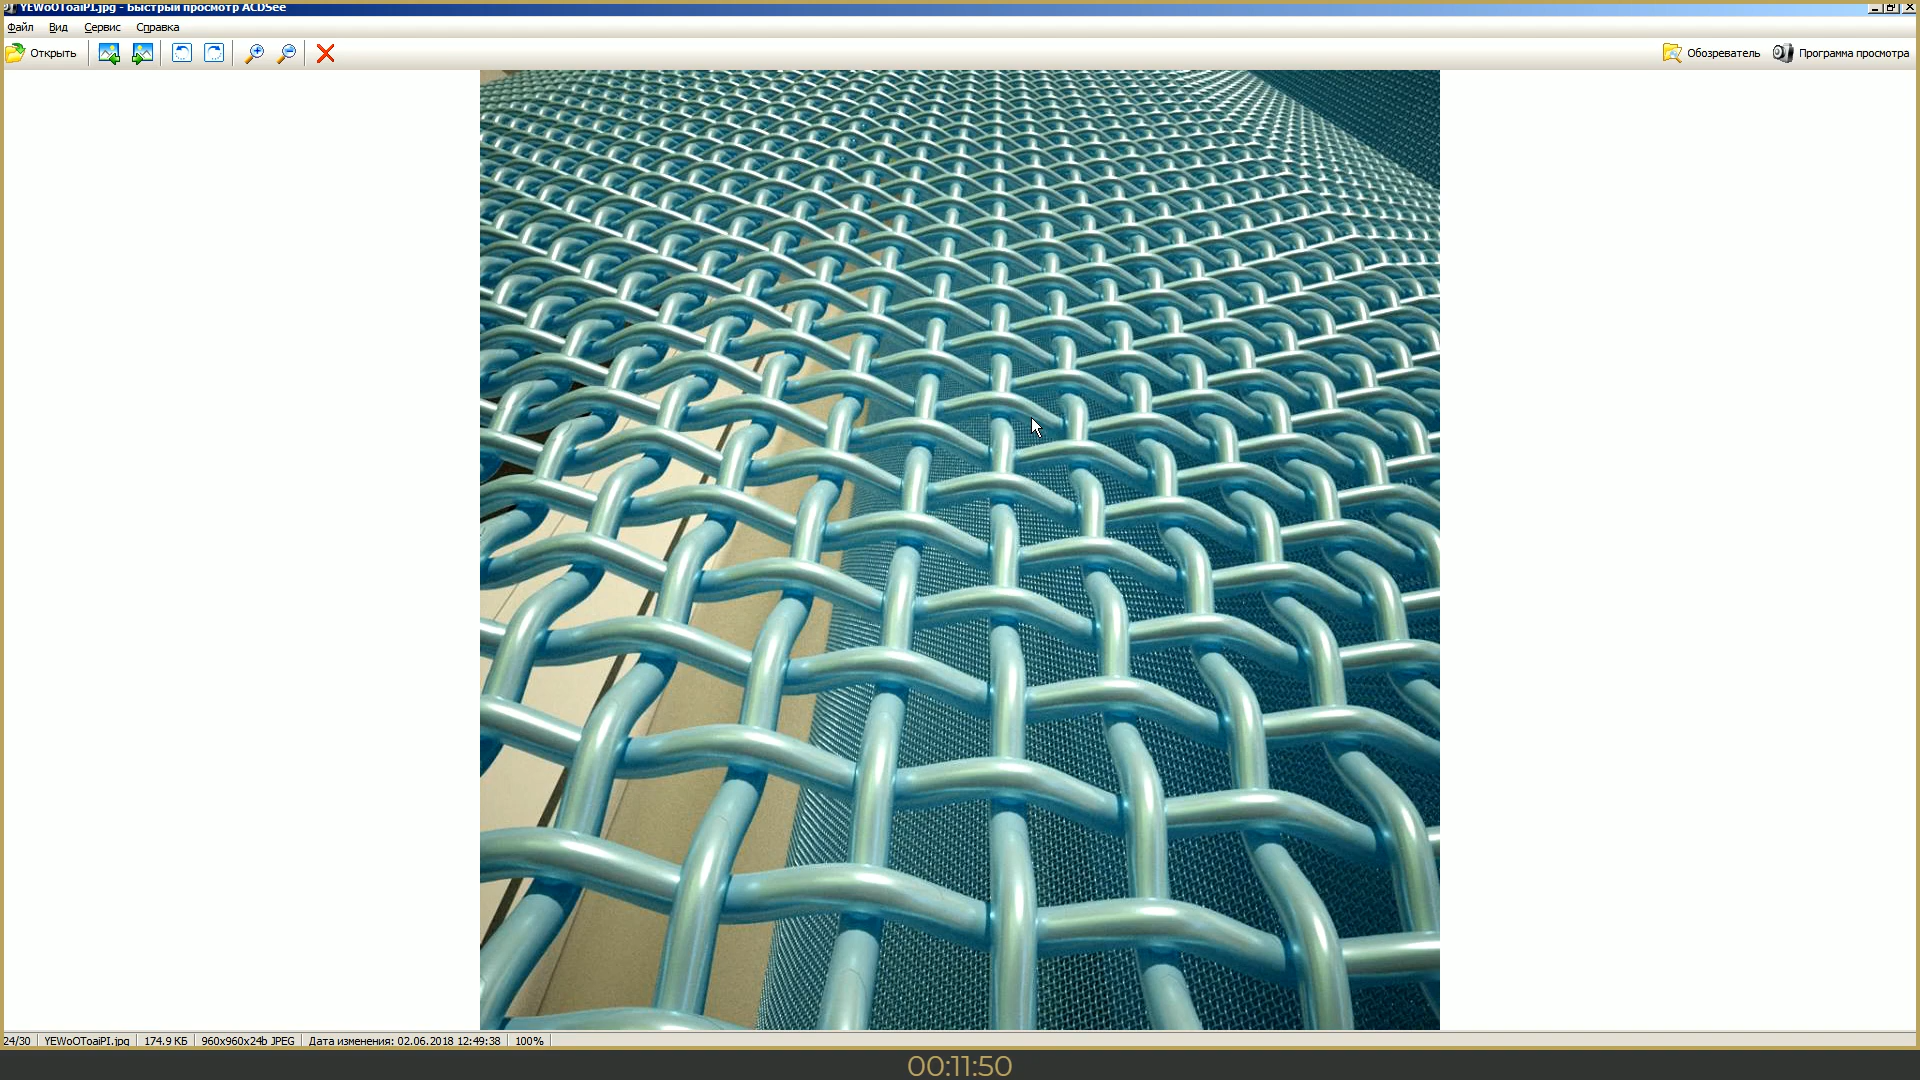 YEWoOToaiPI.jpg - Быстрый просмотр ACDSee
Файл Вид Сервис Справка
Открыть Обозреватель Программа просмотра
24/30 YEWoOToaiPI.jpg 174.9 КБ 960x960x24b JPEG Дата изменения: 02.06.2018 12:49:38 100%
00:11:50